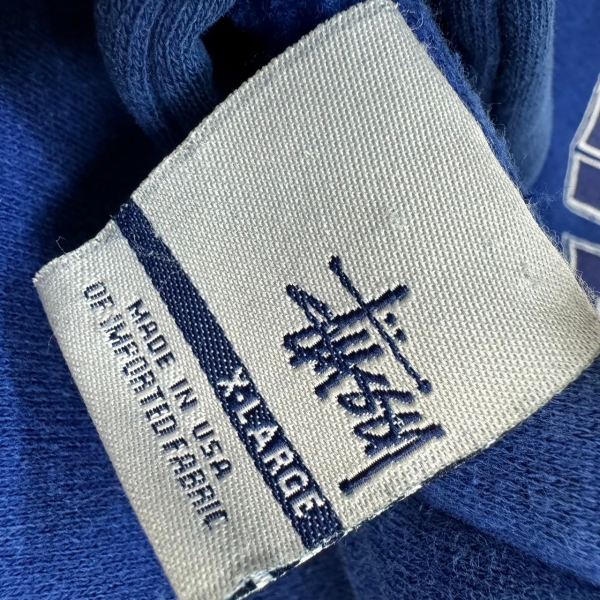 Stüssy
X-LARGE
MADE IN USA
OF IMPORTED FABRIC